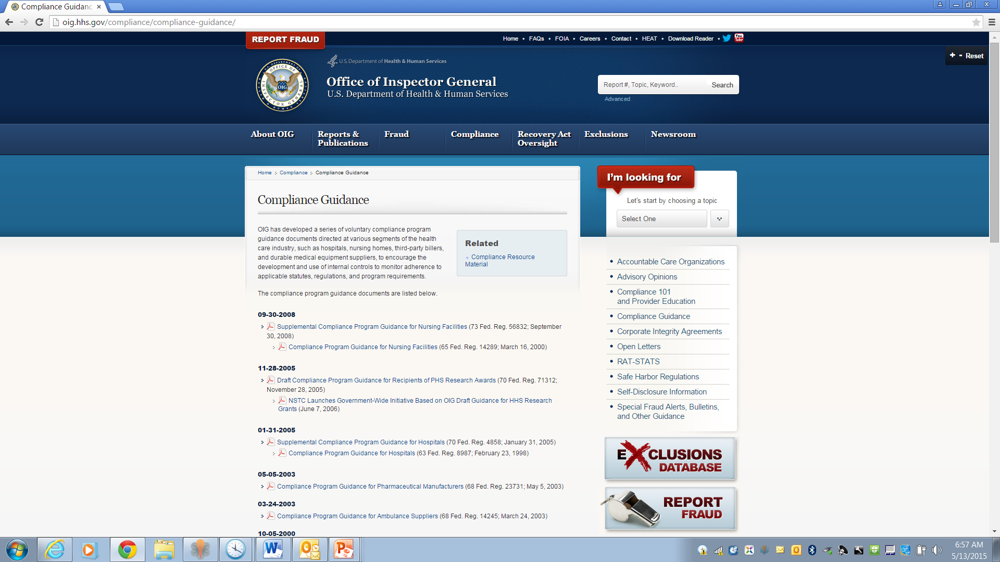 Compliance Guidanc
oig.hhs.gov/compliance/compliance-guidance/
REPORT FRAUD
Home • FAQs • FOIA • Careers • Contact • HEAT • Download Reader •
You Tube
+ - Reset
U.S. Department of Health & Human Services
Office of Inspector General
U.S. Department of Health & Human Services
OIG
Report #, Topic, Keyword.. Search
Advanced
About OIG
Reports & Publications
Fraud
Compliance
Recovery Act Oversight
Exclusions
Newsroom
Home > Compliance > Compliance Guidance
Compliance Guidance
OIG has developed a series of voluntary compliance program
guidance documents directed at various segments of the health
care industry, such as hospitals, nursing homes, third-party billers,
and durable medical equipment suppliers, to encourage the
development and use of internal controls to monitor adherence to
applicable statutes, regulations, and program requirements.
Related
Compliance Resource
Material
The compliance program guidance documents are listed below.
09-30-2008
Supplemental Compliance Program Guidance for Nursing Facilities (73 Fed. Reg. 56832; September
30, 2008)
Compliance Program Guidance for Nursing Facilities (65 Fed. Reg. 14289; March 16, 2000)
11-28-2005
Draft Compliance Program Guidance for Recipients of PHS Research Awards (70 Fed. Reg. 71312;
November 28, 2005)
NSTC Launches Government-Wide Initiative Based on OIG Draft Guidance for HHS Research
Grants (June 7, 2006)
01-31-2005
Supplemental Compliance Program Guidance for Hospitals (70 Fed. Reg. 4858; January 31, 2005)
Compliance Program Guidance for Hospitals (63 Fed. Reg. 8987; February 23, 1998)
05-05-2003
Compliance Program Guidance for Pharmaceutical Manufacturers (68 Fed. Reg. 23731; May 5, 2003)
03-24-2003
Compliance Program Guidance for Ambulance Suppliers (68 Fed. Reg. 14245; March 24, 2003)
10-05-2000
I'm looking for
Let's start by choosing a topic
Select One
Accountable Care Organizations
Advisory Opinions
Compliance 101
and Provider Education
Compliance Guidance
Corporate Integrity Agreements
Open Letters
RAT-STATS
Safe Harbor Regulations
Self-Disclosure Information
Special Fraud Alerts, Bulletins,
and Other Guidance
EXCLUSIONS
DATABASE
REPORT
FRAUD
6:57 AM
5/13/2015